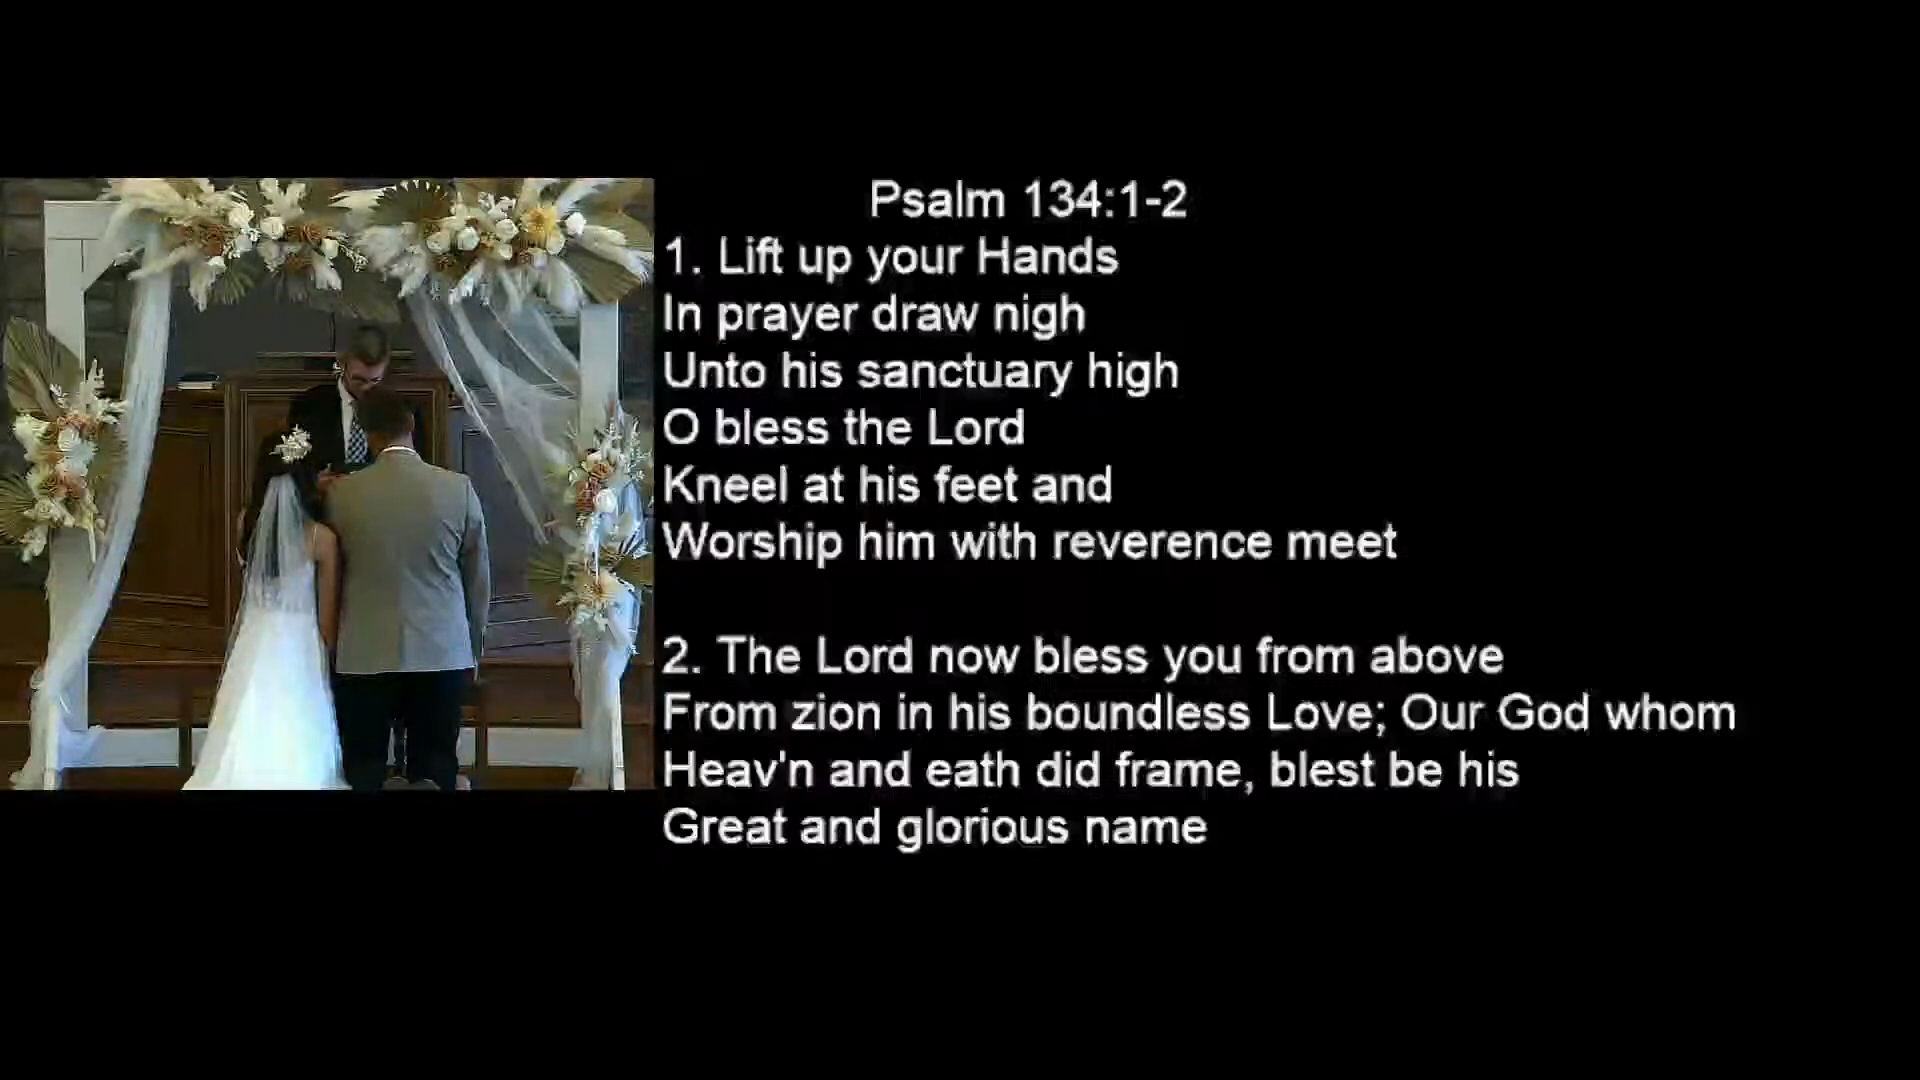 Psalm 134:1-2
1. Lift up your Hands
In prayer draw nigh
Unto his sanctuary high
O bless the Lord
Kneel at his feet and
Worship him with reverence meet
2. The Lord now bless you from above
From zion in his boundless Love; Our God whom
Heav'n and eath did frame, blest be his
Great and glorious name